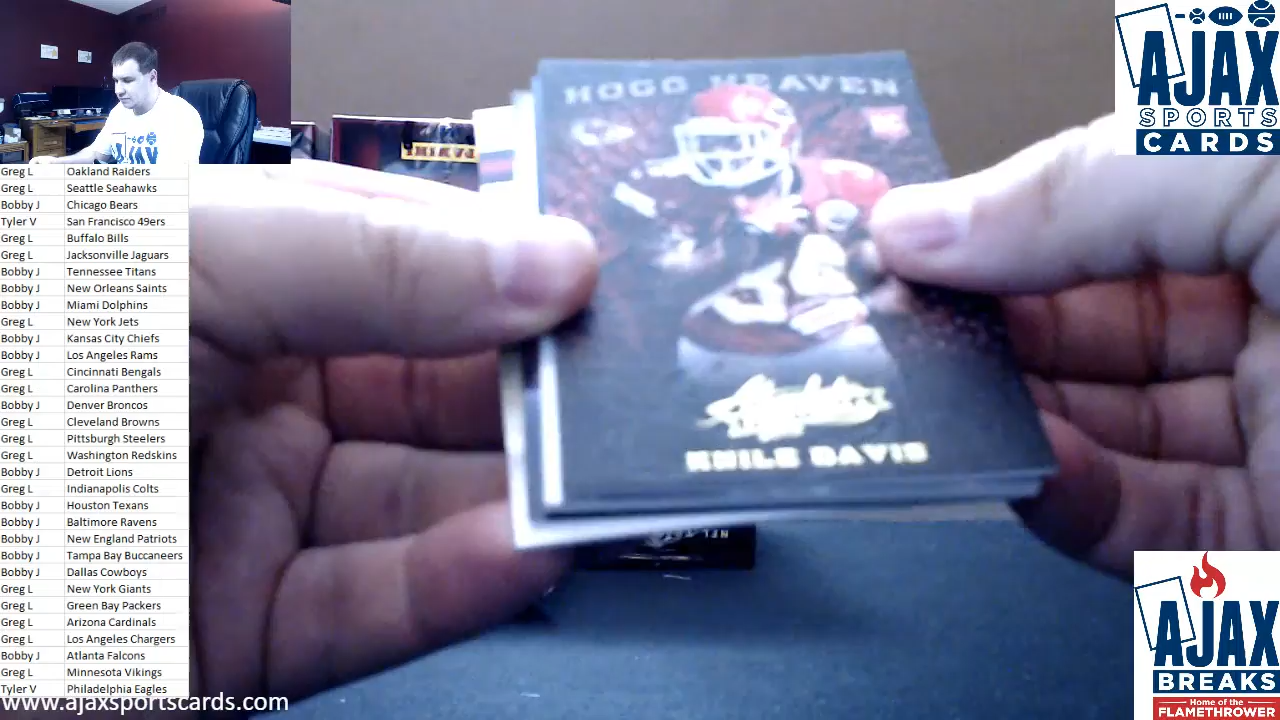 Greg L Oakland Raiders
Greg L Seattle Seahawks
Bobby J Chicago Bears
Tyler V San Francisco 49ers
Greg L Buffalo Bills
Greg L Jacksonville Jaguars
Bobby J Tennessee Titans
Bobby J New Orleans Saints
Bobby J Miami Dolphins
Greg L New York Jets
Bobby J Kansas City Chiefs
Bobby J Los Angeles Rams
Greg L Cincinnati Bengals
Greg L Carolina Panthers
Bobby J Denver Broncos
Greg L Cleveland Browns
Greg L Pittsburgh Steelers
Greg L Washington Redskins
Bobby J Detroit Lions
Greg L Indianapolis Colts
Bobby J Houston Texans
Bobby J Baltimore Ravens
Bobby J New England Patriots
Bobby J Tampa Bay Buccaneers
Bobby J Dallas Cowboys
Greg L New York Giants
Greg L Green Bay Packers
Greg L Arizona Cardinals
Greg L Los Angeles Chargers
Bobby J Atlanta Falcons
Greg L Minnesota Vikings
Tyler V Philadelphia Eagles
www.ajaxsportscards.com
HOGG HEAVEN
Absolute
KNILE DAVIS
AJAX
SPORTS
CARDS
AJAX
BREAKS
Home of the
FLAMETHROWER